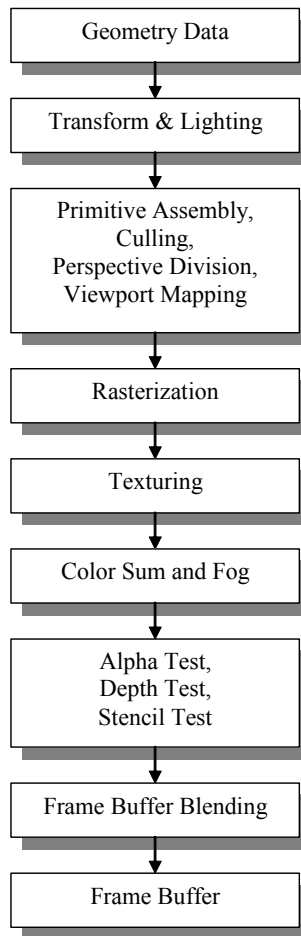 Geometry Data
Transform & Lighting
Primitive Assembly,
Culling,
Perspective Division,
Viewport Mapping
Rasterization
Texturing
Color Sum and Fog
Alpha Test,
Depth Test,
Stencil Test
Frame Buffer Blending
Frame Buffer